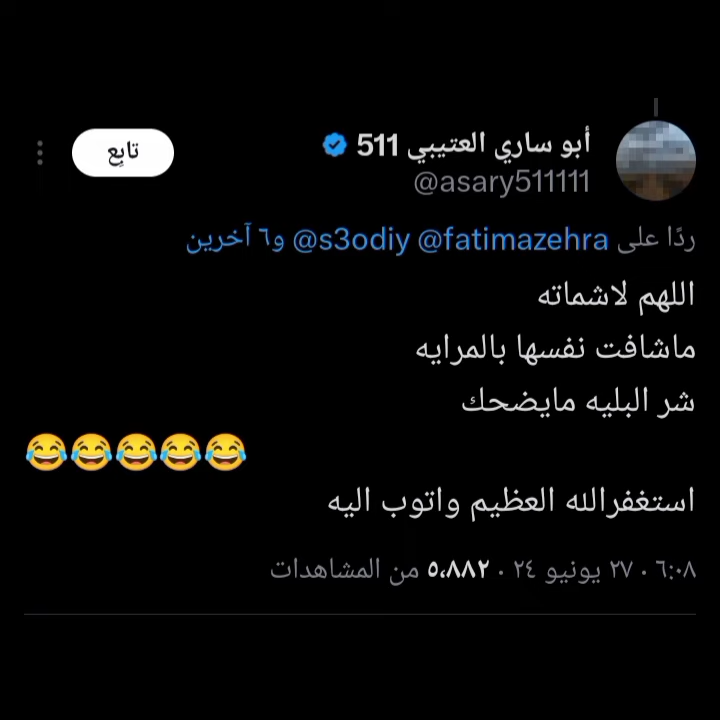 أبو ساري العتيبي 511
@asary511111
تابِع
ردًا على @fatimazehra @s3odiy و٦ آخرين
اللهم لاشماته
ماشافت نفسها بالمرايه
شر البليه مايضحك
😂😂😂😂😂
استغفرالله العظيم واتوب اليه
٦:٠٨ · ٢٧ يونيو ٢٤ · ٥،٨٨٢ من المشاهدات